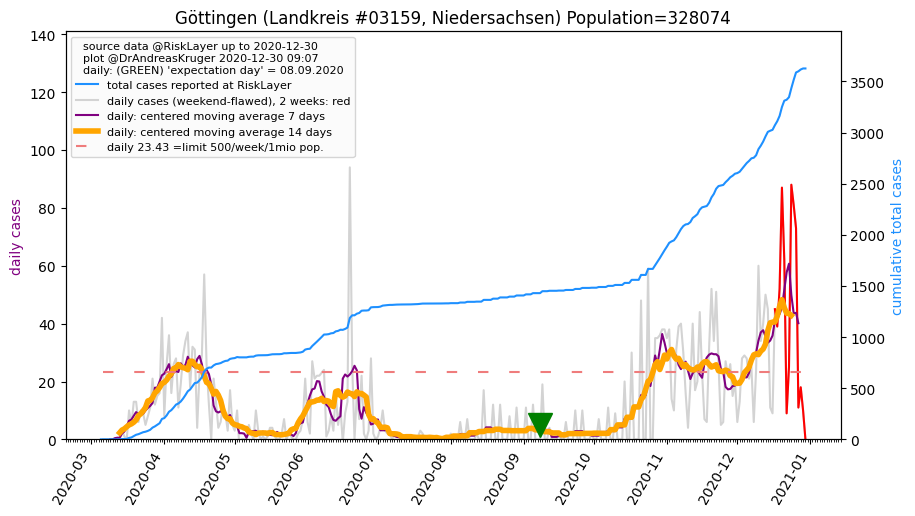 Göttingen (Landkreis #03159, Niedersachsen) Population=328074
source data @RiskLayer up to 2020-12-30
plot @DrAndreasKruger 2020-12-30 09:07
daily: (GREEN) 'expectation day' = 08.09.2020
total cases reported at RiskLayer
daily cases (weekend-flawed), 2 weeks: red
daily: centered moving average 7 days
daily: centered moving average 14 days
daily 23.43 =limit 500/week/1mio pop.
daily cases
140
120
100
80
60
40
20
0
cumulative total cases
3500
3000
2500
2000
1500
1000
500
0
2020-03
2020-04
2020-05
2020-06
2020-07
2020-08
2020-09
2020-10
2020-11
2020-12
2021-01